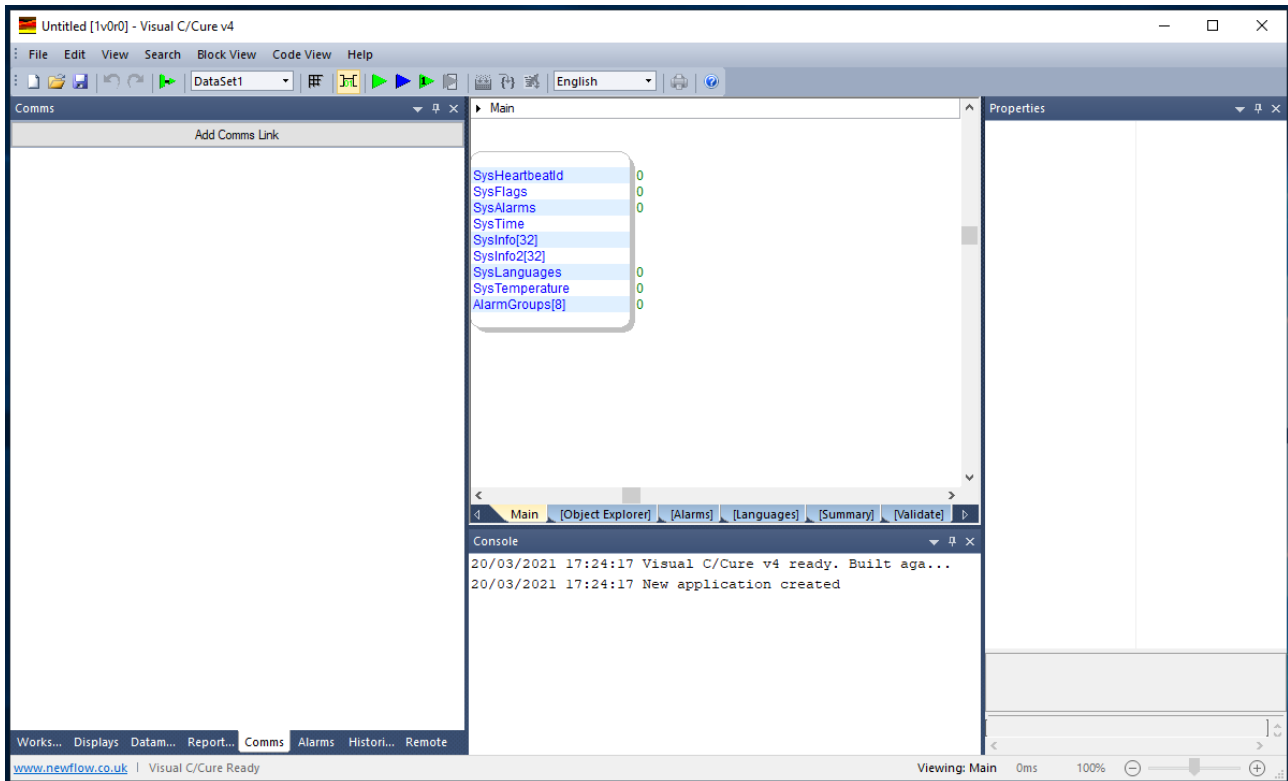 Untitled [1v0r0] - Visual C/Cure v4
File Edit View Search Block View Code View Help
DataSet1 English
Comms
Add Comms Link
Main
SysHeartbeatId 0
SysFlags 0
SysAlarms 0
SysTime
SysInfo[32]
SysInfo2[32]
SysLanguages 0
SysTemperature 0
AlarmGroups[8] 0
Main [Object Explorer] [Alarms] [Languages] [Summary] [Validate]
Console
20/03/2021 17:24:17 Visual C/Cure v4 ready. Built aga...
20/03/2021 17:24:17 New application created
Properties
Works... Displays Datam... Report... Comms Alarms Histori... Remote
www.newflow.co.uk Visual C/Cure Ready Viewing: Main 0ms 100%